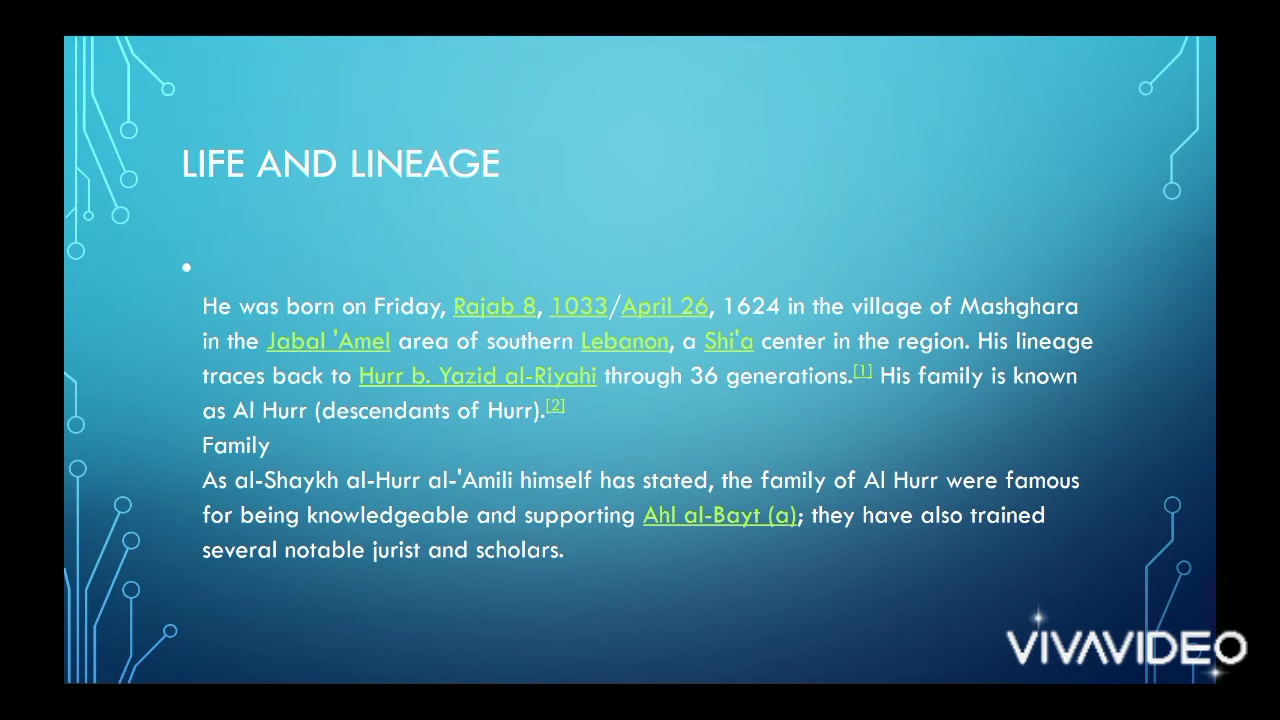 LIFE AND LINEAGE
•
He was born on Friday, Rajab 8, 1033/April 26, 1624 in the village of Mashghara
in the Jabal 'Amel area of southern Lebanon, a Shi'a center in the region. His lineage
traces back to Hurr b. Yazid al-Riyahi through 36 generations.[1] His family is known
as Al Hurr (descendants of Hurr).[2]
Family
As al-Shaykh al-Hurr al-'Amili himself has stated, the family of Al Hurr were famous
for being knowledgeable and supporting Ahl al-Bayt (a); they have also trained
several notable jurist and scholars.
VIVAVIDEO